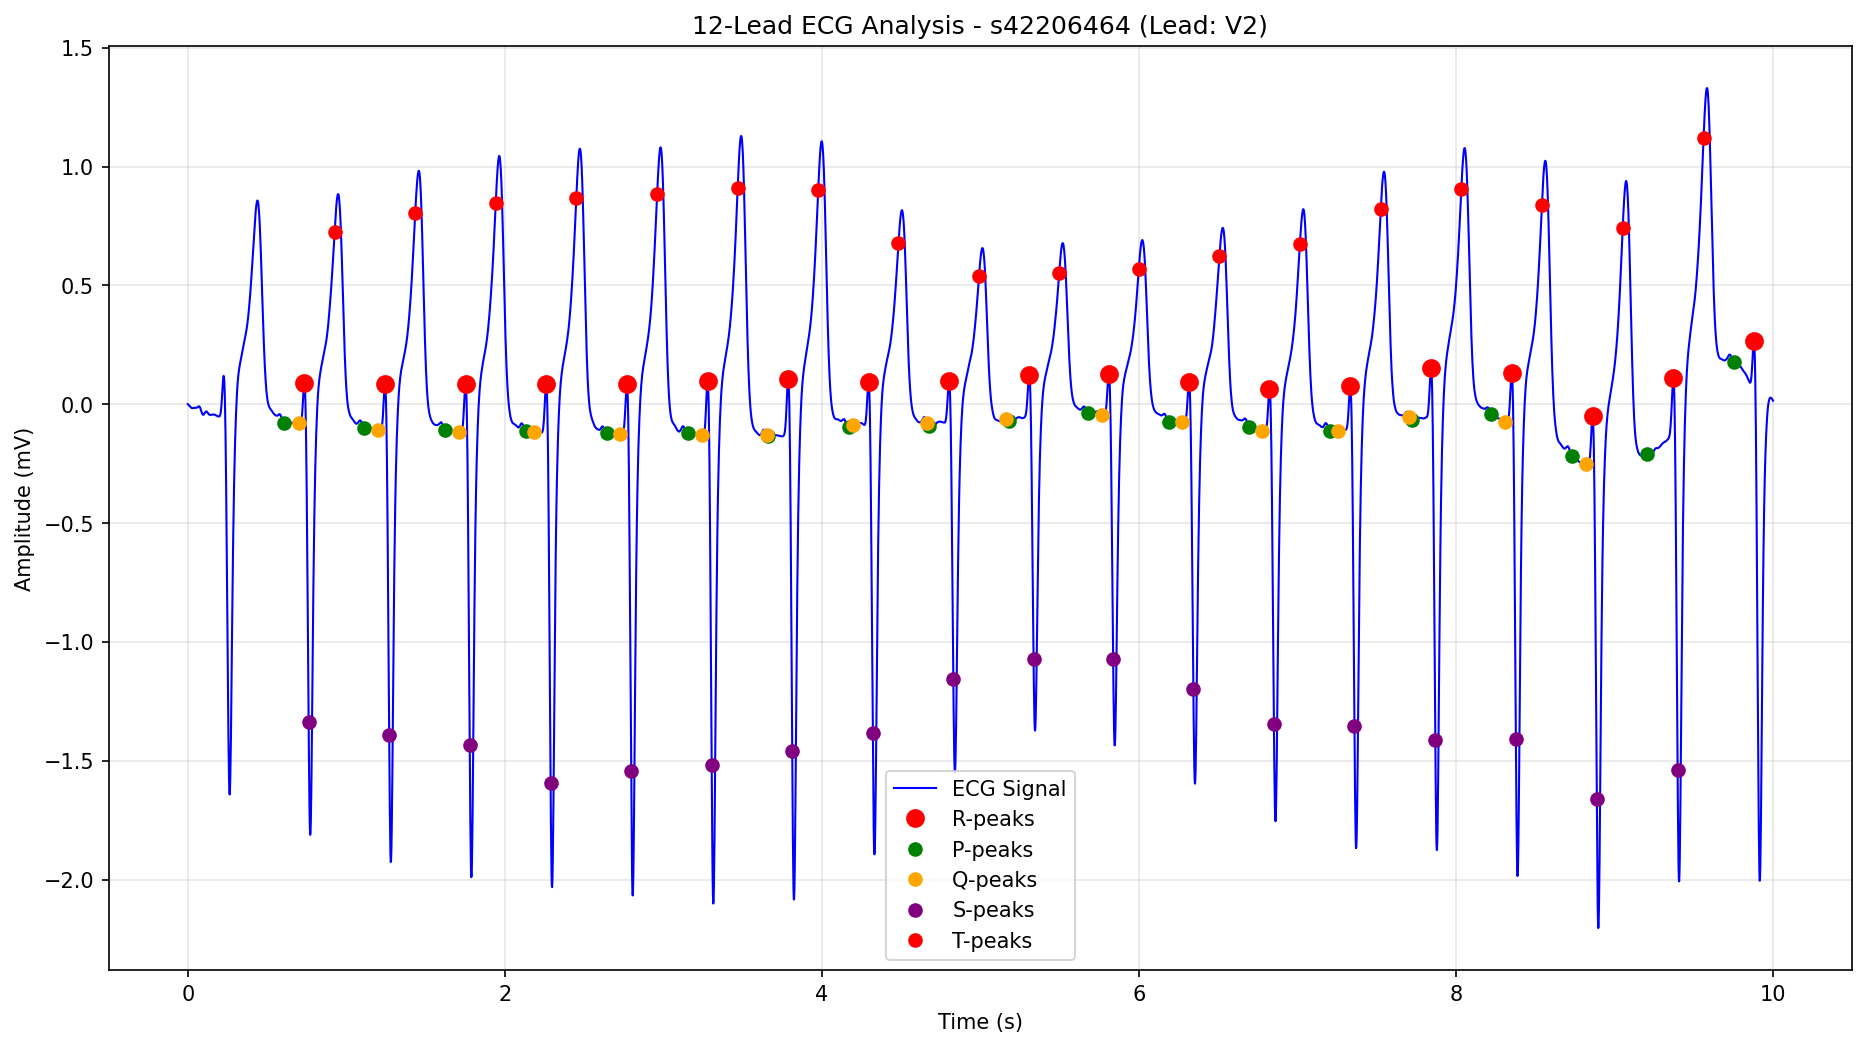 12-Lead ECG Analysis - s42206464 (Lead: V2)
1.5
1.0
0.5
0.0
−0.5
−1.0
−1.5
−2.0
Amplitude (mV)
ECG Signal
R-peaks
P-peaks
Q-peaks
S-peaks
T-peaks
0 2 4 6 8 10
Time (s)